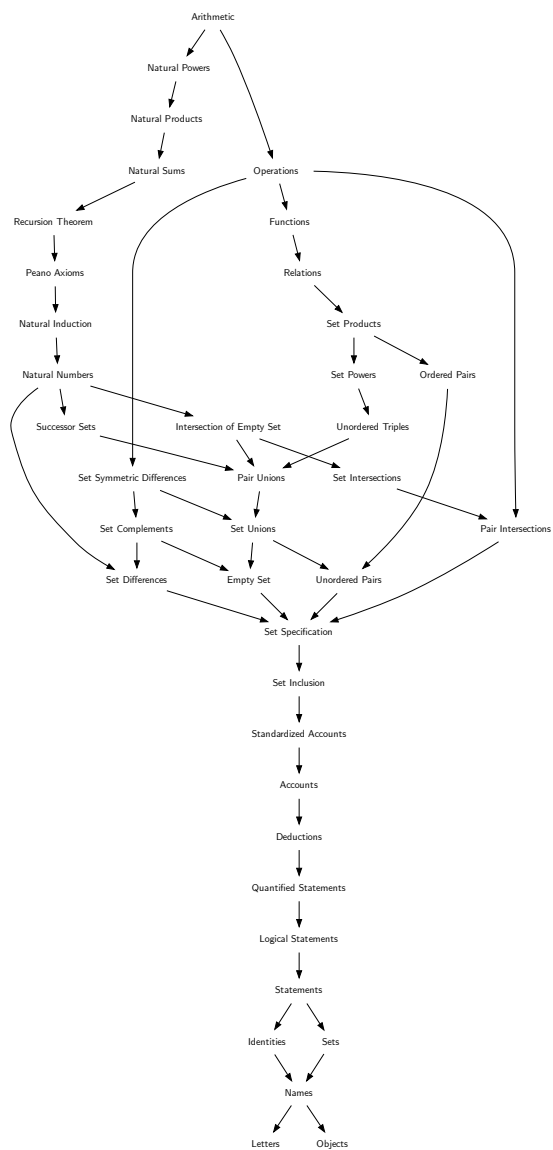 Arithmetic
Natural Powers
Natural Products
Natural Sums
Operations
Recursion Theorem
Functions
Peano Axioms
Relations
Natural Induction
Set Products
Natural Numbers
Set Powers
Ordered Pairs
Successor Sets
Intersection of Empty Set
Unordered Triples
Set Symmetric Differences
Pair Unions
Set Intersections
Set Complements
Set Unions
Pair Intersections
Set Differences
Empty Set
Unordered Pairs
Set Specification
Set Inclusion
Standardized Accounts
Accounts
Deductions
Quantified Statements
Logical Statements
Statements
Identities
Sets
Names
Letters
Objects